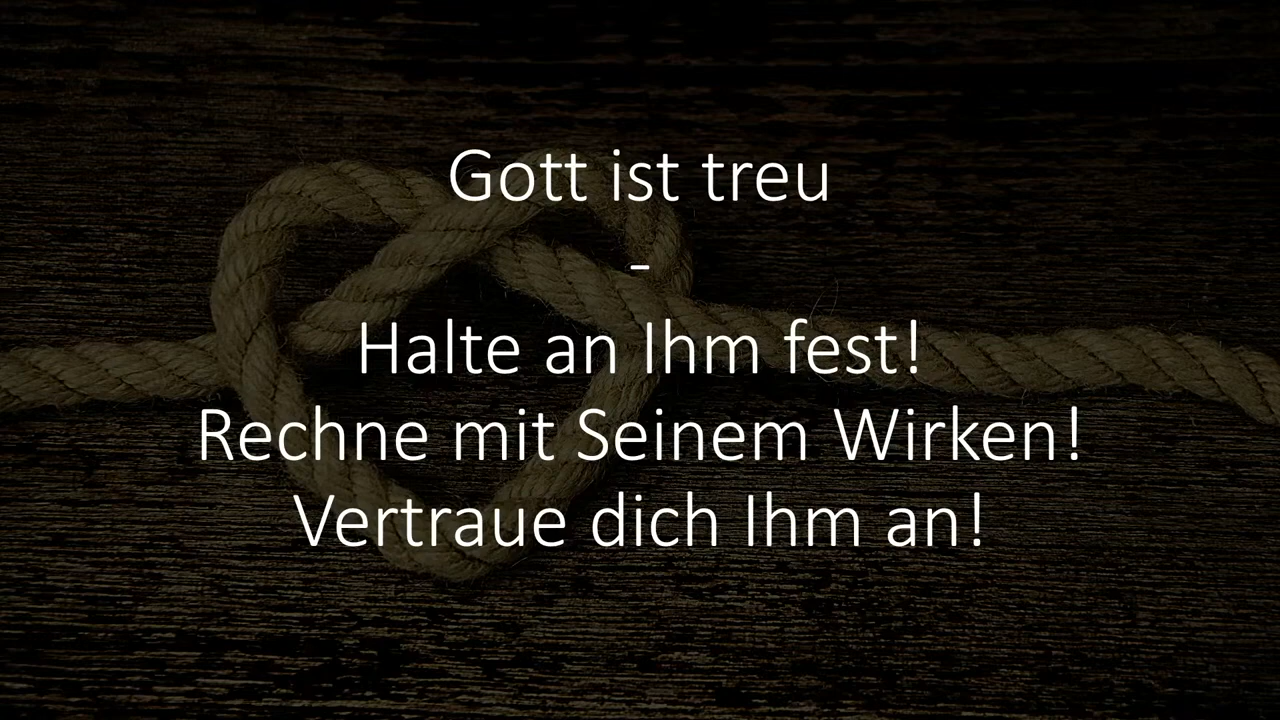 Gott ist treu
-
Halte an Ihm fest!
Rechne mit Seinem Wirken!
Vertraue dich Ihm an!